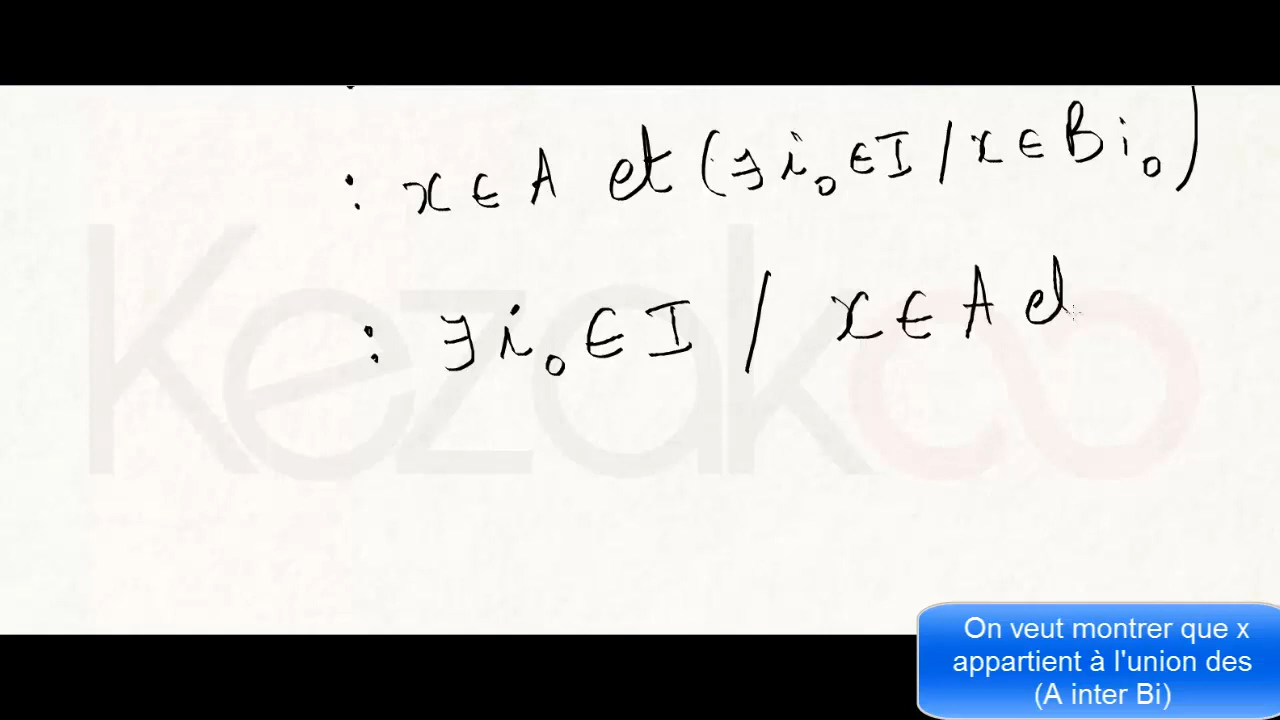 : x ∈ A et (∃ i₀ ∈ I / x ∈ Bi₀)
: ∃ i₀ ∈ I / x ∈ A et
Kezakoo
On veut montrer que x
appartient à l'union des
(A inter Bi)